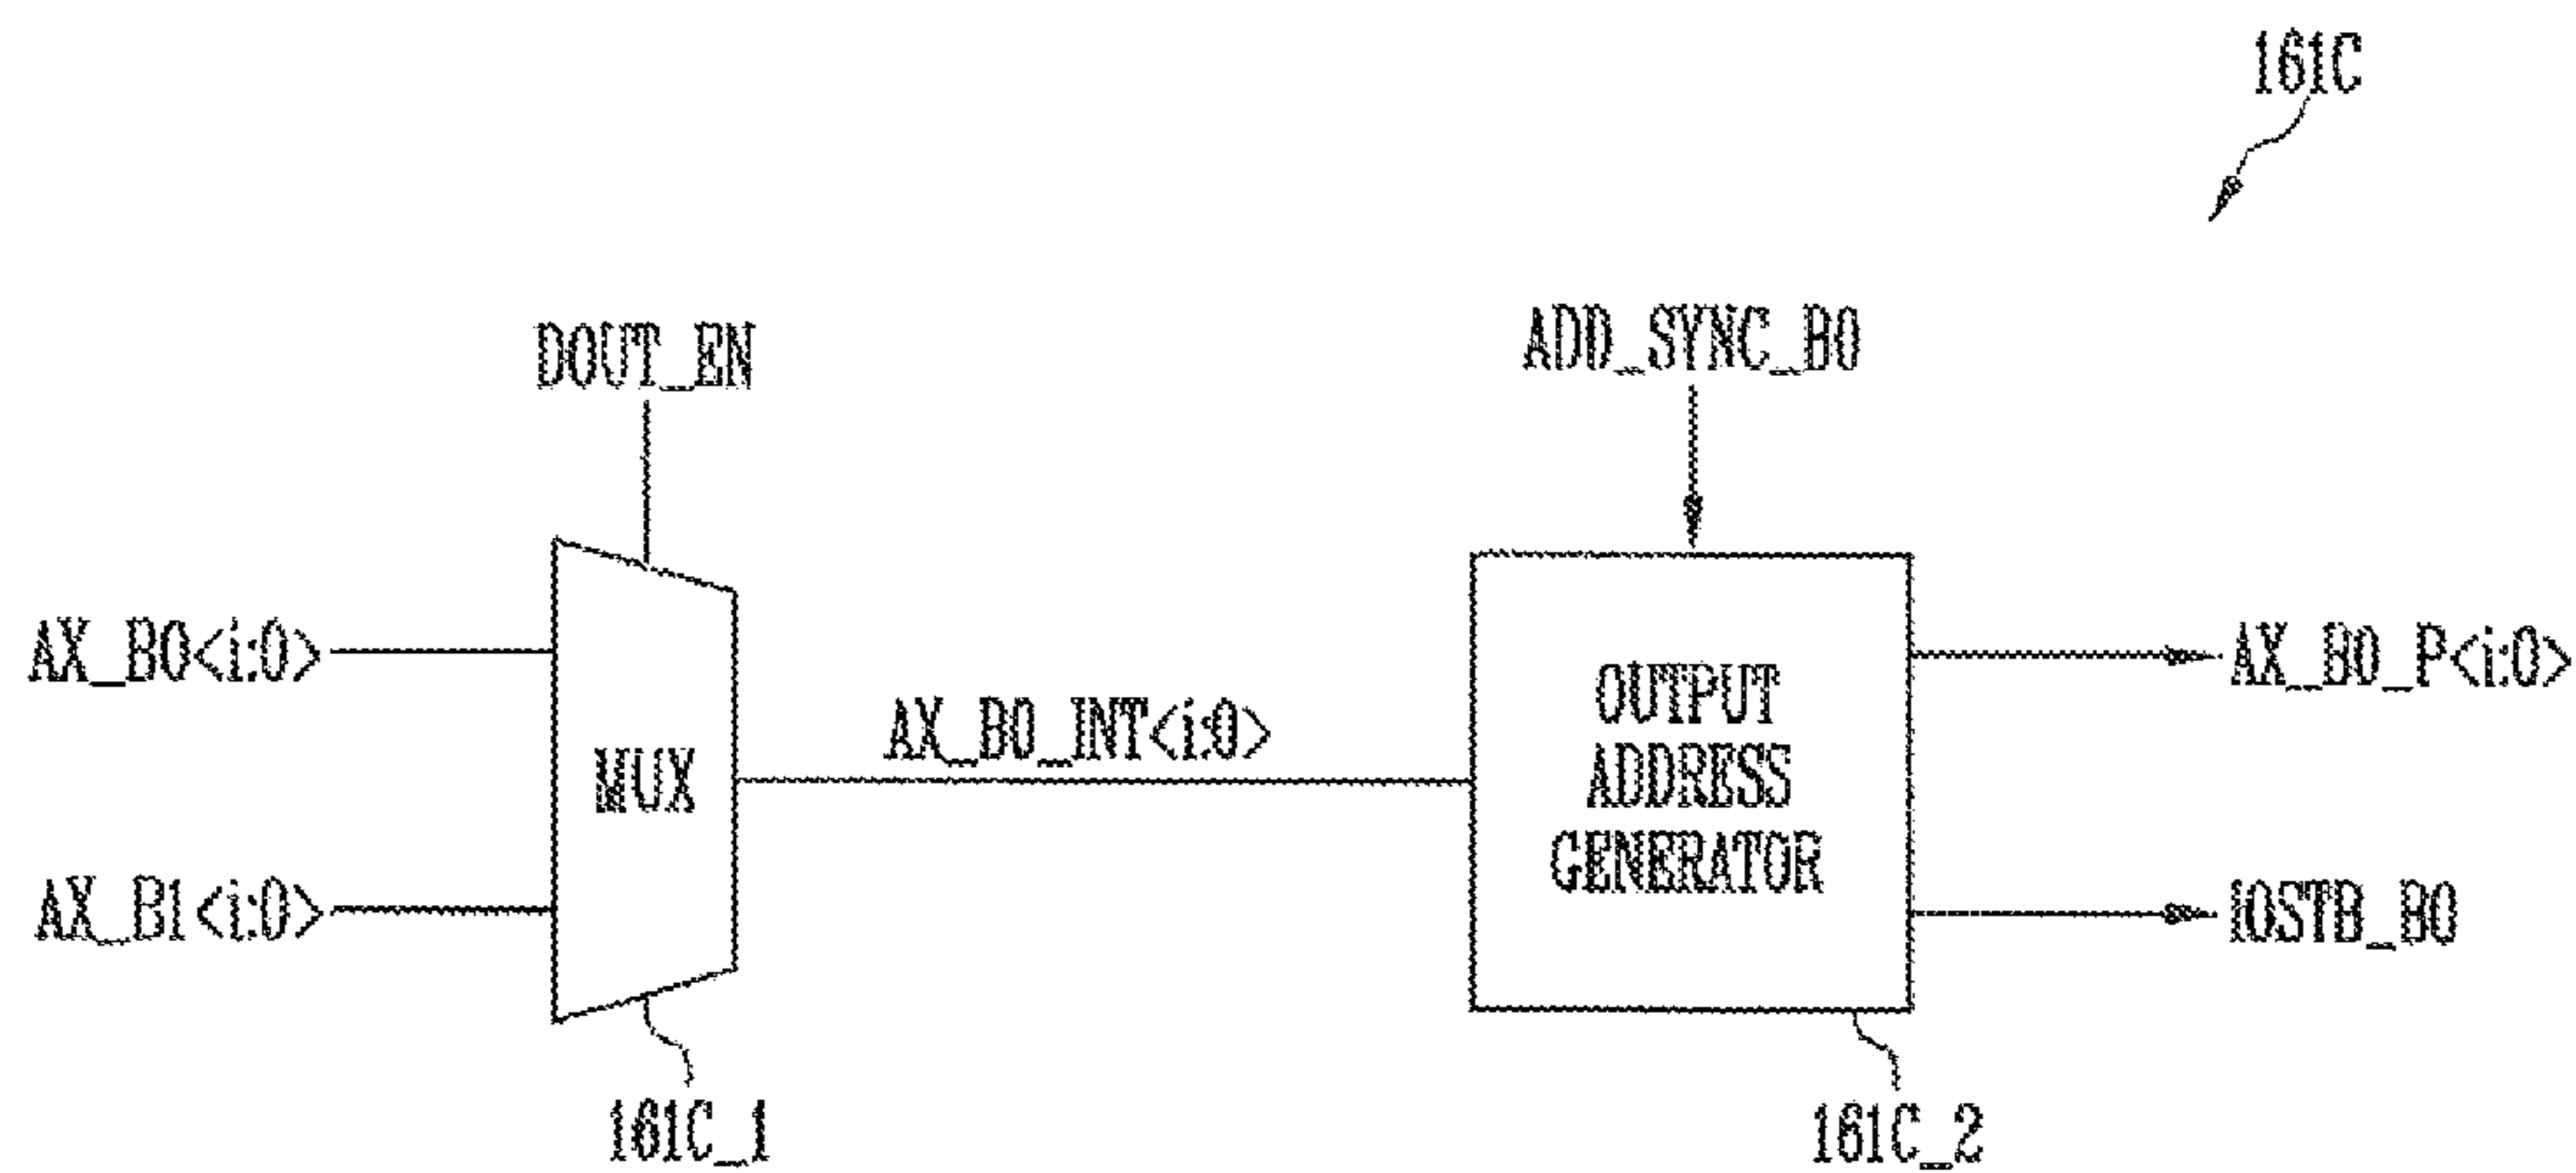 161C
DOUT_EN
ADD_SYNC_B0
AX_B0<i:0>
AX_B1<i:0>
MUX
AX_B0_INT<i:0>
OUTPUT
ADDRESS
GENERATOR
AX_B0_P<i:0>
IOSTB_B0
161C_1
161C_2